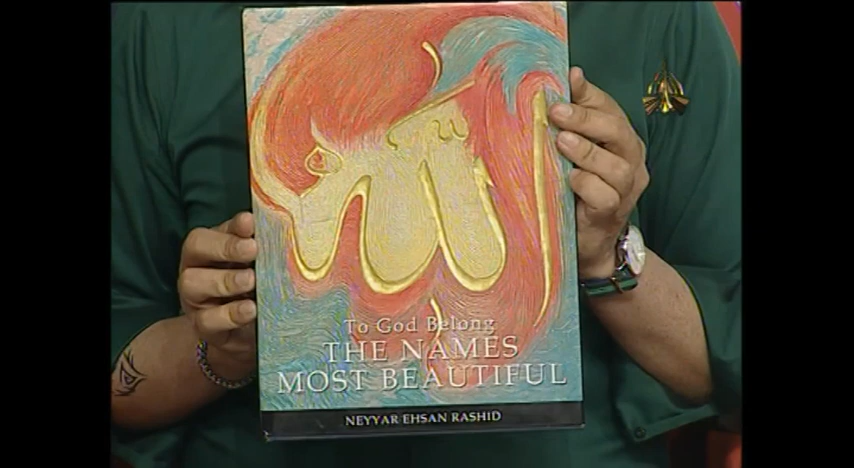 الله
To God Belong
THE NAMES
MOST BEAUTIFUL
NEYYAR EHSAN RASHID